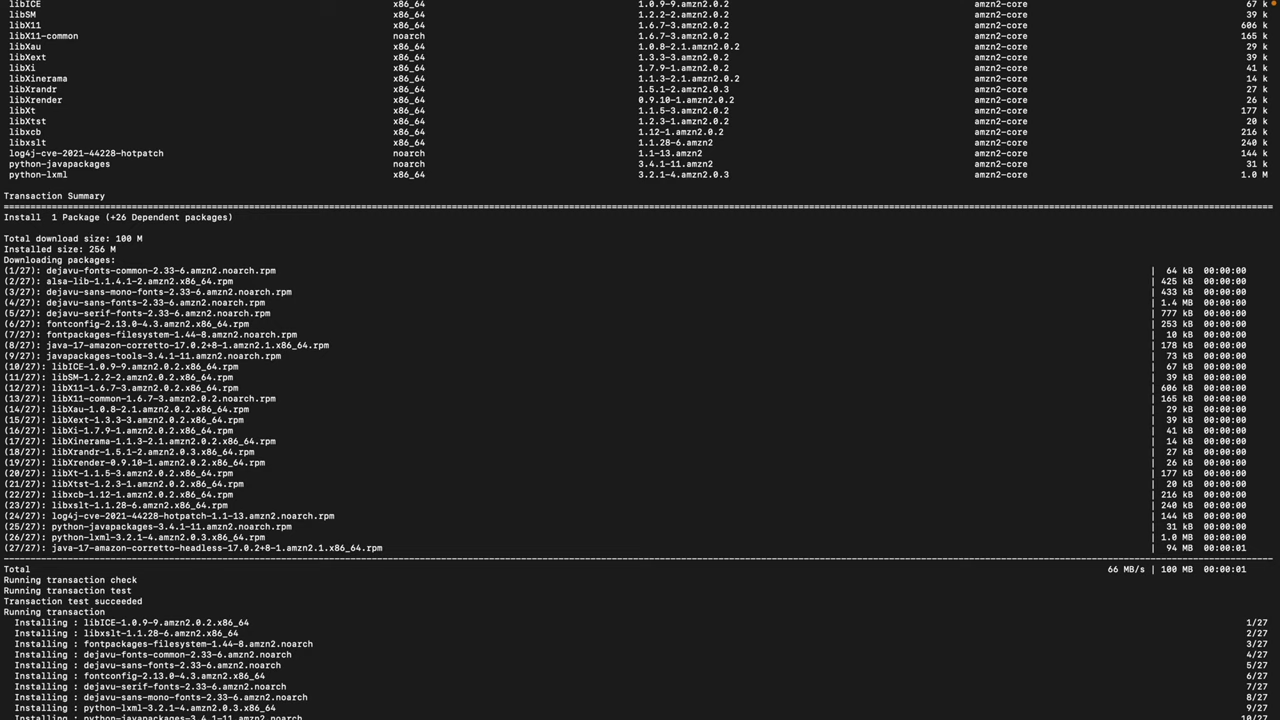 libICE x86_64 1.0.9-9.amzn2.0.2 amzn2-core 67 k
libSM x86_64 1.2.2-2.amzn2.0.2 amzn2-core 39 k
libX11 x86_64 1.6.7-3.amzn2.0.2 amzn2-core 606 k
libX11-common noarch 1.6.7-3.amzn2.0.2 amzn2-core 165 k
libXau x86_64 1.0.8-2.1.amzn2.0.2 amzn2-core 29 k
libXext x86_64 1.3.3-3.amzn2.0.2 amzn2-core 39 k
libXi x86_64 1.7.9-1.amzn2.0.2 amzn2-core 41 k
libXinerama x86_64 1.1.3-2.1.amzn2.0.2 amzn2-core 14 k
libXrandr x86_64 1.5.1-2.amzn2.0.3 amzn2-core 27 k
libXrender x86_64 0.9.10-1.amzn2.0.2 amzn2-core 26 k
libXt x86_64 1.1.5-3.amzn2.0.2 amzn2-core 177 k
libXtst x86_64 1.2.3-1.amzn2.0.2 amzn2-core 20 k
libxcb x86_64 1.12-1.amzn2.0.2 amzn2-core 216 k
libxslt x86_64 1.1.28-6.amzn2 amzn2-core 240 k
log4j-cve-2021-44228-hotpatch noarch 1.1-13.amzn2 amzn2-core 144 k
python-javapackages noarch 3.4.1-11.amzn2 amzn2-core 31 k
python-lxml x86_64 3.2.1-4.amzn2.0.3 amzn2-core 1.0 M
Transaction Summary
Install 1 Package (+26 Dependent packages)
Total download size: 100 M
Installed size: 256 M
Downloading packages:
(1/27): dejavu-fonts-common-2.33-6.amzn2.noarch.rpm | 64 kB 00:00:00
(2/27): alsa-lib-1.1.4.1-2.amzn2.x86_64.rpm | 425 kB 00:00:00
(3/27): dejavu-sans-mono-fonts-2.33-6.amzn2.noarch.rpm | 433 kB 00:00:00
(4/27): dejavu-sans-fonts-2.33-6.amzn2.noarch.rpm | 1.4 MB 00:00:00
(5/27): dejavu-serif-fonts-2.33-6.amzn2.noarch.rpm | 777 kB 00:00:00
(6/27): fontconfig-2.13.0-4.3.amzn2.x86_64.rpm | 253 kB 00:00:00
(7/27): fontpackages-filesystem-1.44-8.amzn2.noarch.rpm | 10 kB 00:00:00
(8/27): java-17-amazon-corretto-17.0.2+8-1.amzn2.1.x86_64.rpm | 178 kB 00:00:00
(9/27): javapackages-tools-3.4.1-11.amzn2.noarch.rpm | 73 kB 00:00:00
(10/27): libICE-1.0.9-9.amzn2.0.2.x86_64.rpm | 67 kB 00:00:00
(11/27): libSM-1.2.2-2.amzn2.0.2.x86_64.rpm | 39 kB 00:00:00
(12/27): libX11-1.6.7-3.amzn2.0.2.x86_64.rpm | 606 kB 00:00:00
(13/27): libX11-common-1.6.7-3.amzn2.0.2.noarch.rpm | 165 kB 00:00:00
(14/27): libXau-1.0.8-2.1.amzn2.0.2.x86_64.rpm | 29 kB 00:00:00
(15/27): libXext-1.3.3-3.amzn2.0.2.x86_64.rpm | 39 kB 00:00:00
(16/27): libXi-1.7.9-1.amzn2.0.2.x86_64.rpm | 41 kB 00:00:00
(17/27): libXinerama-1.1.3-2.1.amzn2.0.2.x86_64.rpm | 14 kB 00:00:00
(18/27): libXrandr-1.5.1-2.amzn2.0.3.x86_64.rpm | 27 kB 00:00:00
(19/27): libXrender-0.9.10-1.amzn2.0.2.x86_64.rpm | 26 kB 00:00:00
(20/27): libXt-1.1.5-3.amzn2.0.2.x86_64.rpm | 177 kB 00:00:00
(21/27): libXtst-1.2.3-1.amzn2.0.2.x86_64.rpm | 20 kB 00:00:00
(22/27): libxcb-1.12-1.amzn2.0.2.x86_64.rpm | 216 kB 00:00:00
(23/27): libxslt-1.1.28-6.amzn2.x86_64.rpm | 240 kB 00:00:00
(24/27): log4j-cve-2021-44228-hotpatch-1.1-13.amzn2.noarch.rpm | 144 kB 00:00:00
(25/27): python-javapackages-3.4.1-11.amzn2.noarch.rpm | 31 kB 00:00:00
(26/27): python-lxml-3.2.1-4.amzn2.0.3.x86_64.rpm | 1.0 MB 00:00:00
(27/27): java-17-amazon-corretto-headless-17.0.2+8-1.amzn2.1.x86_64.rpm | 94 MB 00:00:01
Total 66 MB/s | 100 MB 00:00:01
Running transaction check
Running transaction test
Transaction test succeeded
Running transaction
Installing : libICE-1.0.9-9.amzn2.0.2.x86_64 1/27
Installing : libxslt-1.1.28-6.amzn2.x86_64 2/27
Installing : fontpackages-filesystem-1.44-8.amzn2.noarch 3/27
Installing : dejavu-fonts-common-2.33-6.amzn2.noarch 4/27
Installing : dejavu-sans-fonts-2.33-6.amzn2.noarch 5/27
Installing : fontconfig-2.13.0-4.3.amzn2.x86_64 6/27
Installing : dejavu-serif-fonts-2.33-6.amzn2.noarch 7/27
Installing : dejavu-sans-mono-fonts-2.33-6.amzn2.noarch 8/27
Installing : python-lxml-3.2.1-4.amzn2.0.3.x86_64 9/27
Installing : python-javapackages-3.4.1-11.amzn2.noarch 10/27